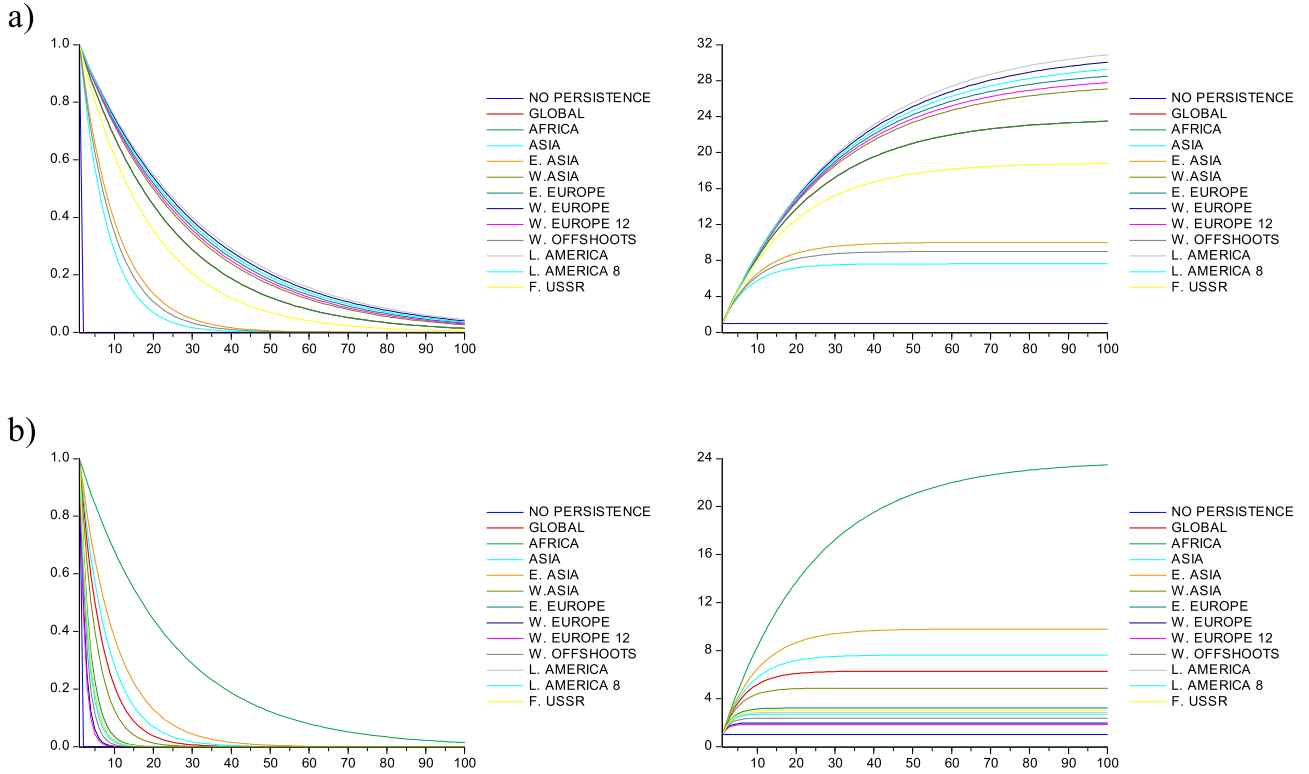 a)
1.0
0.8
0.6
0.4
0.2
0.0
10 20 30 40 50 60 70 80 90 100
NO PERSISTENCE
GLOBAL
AFRICA
ASIA
E. ASIA
W.ASIA
E. EUROPE
W. EUROPE
W. EUROPE 12
W. OFFSHOOTS
L. AMERICA
L. AMERICA 8
F. USSR
32
28
24
20
16
12
8
4
0
10 20 30 40 50 60 70 80 90 100
NO PERSISTENCE
GLOBAL
AFRICA
ASIA
E. ASIA
W.ASIA
E. EUROPE
W. EUROPE
W. EUROPE 12
W. OFFSHOOTS
L. AMERICA
L. AMERICA 8
F. USSR
b)
1.0
0.8
0.6
0.4
0.2
0.0
10 20 30 40 50 60 70 80 90 100
NO PERSISTENCE
GLOBAL
AFRICA
ASIA
E. ASIA
W.ASIA
E. EUROPE
W. EUROPE
W. EUROPE 12
W. OFFSHOOTS
L. AMERICA
L. AMERICA 8
F. USSR
24
20
16
12
8
4
0
10 20 30 40 50 60 70 80 90 100
NO PERSISTENCE
GLOBAL
AFRICA
ASIA
E. ASIA
W.ASIA
E. EUROPE
W. EUROPE
W. EUROPE 12
W. OFFSHOOTS
L. AMERICA
L. AMERICA 8
F. USSR